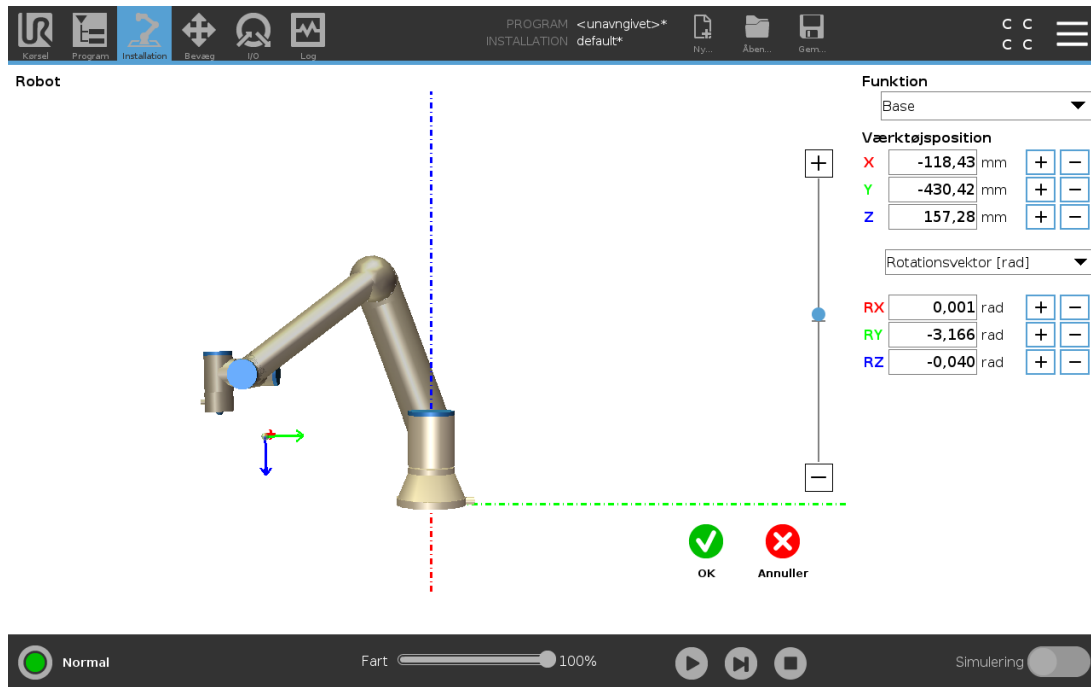 UR
Kørsel
Program
Installation
Bevæg
I/O
Log
PROGRAM <unavngivet>*
INSTALLATION default*
Ny...
Åben...
Gem...
C C
C C
Robot
Funktion
Base
Værktøjsposition
X -118,43 mm + −
Y -430,42 mm + −
Z 157,28 mm + −
Rotationsvektor [rad]
RX 0,001 rad + −
RY -3,166 rad + −
RZ -0,040 rad + −
+
−
OK
Annuller
Normal
Fart 100%
Simulering